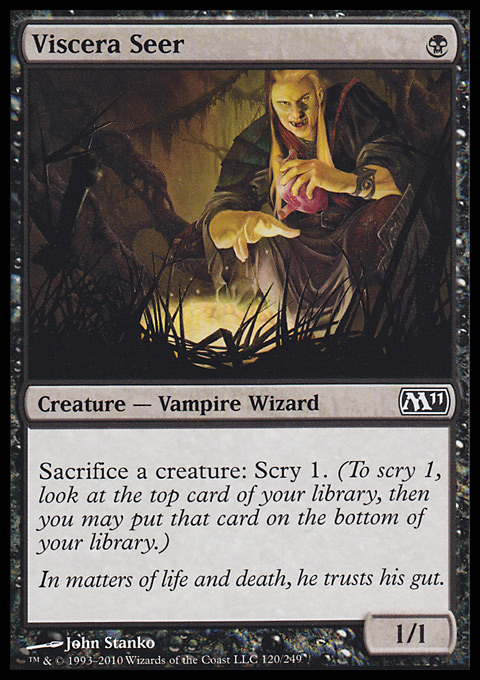 Viscera Seer
Creature — Vampire Wizard
M11
Sacrifice a creature: Scry 1. (To scry 1,
look at the top card of your library, then
you may put that card on the bottom of
your library.)
In matters of life and death, he trusts his gut.
John Stanko
1/1
™ & © 1993–2010 Wizards of the Coast LLC 120/249